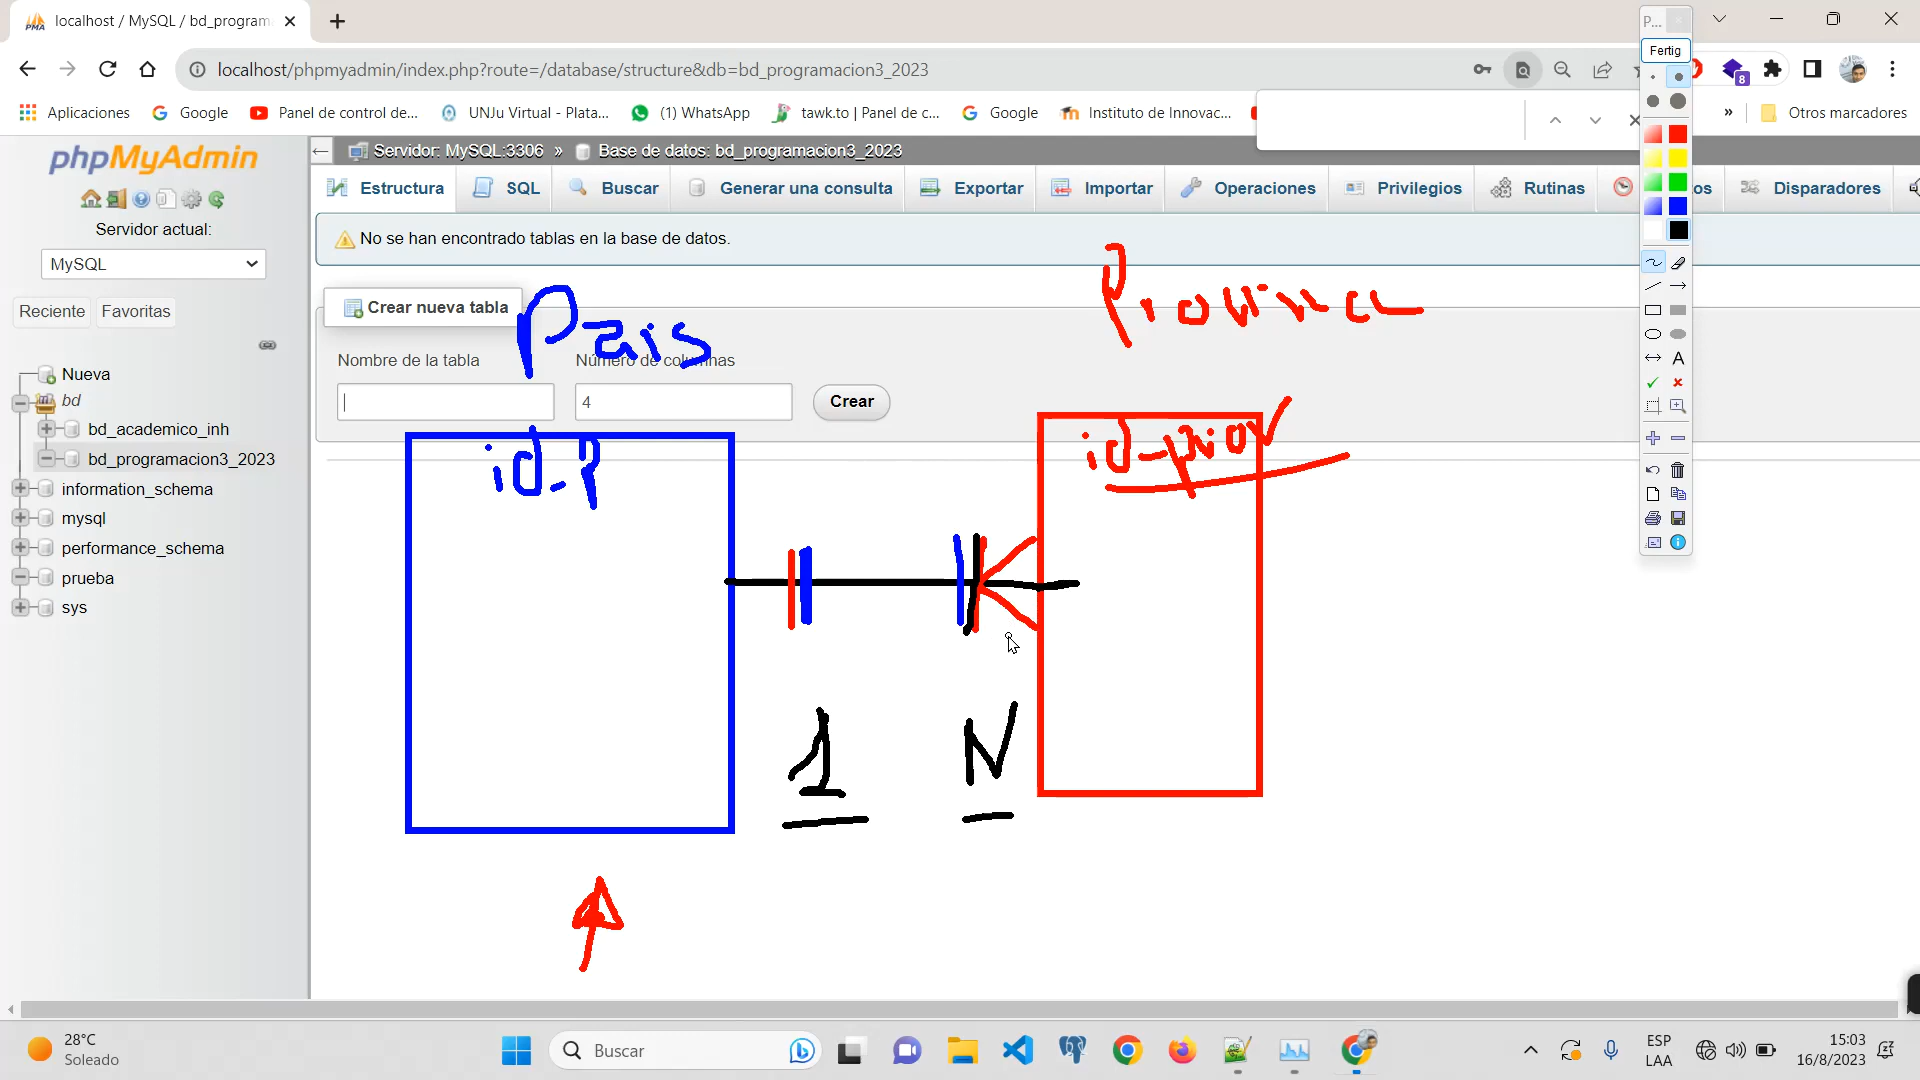 localhost / MySQL / bd_program
localhost/phpmyadmin/index.php?route=/database/structure&db=bd_programacion3_2023
8
Aplicaciones
Google
Panel de control de...
UNJu Virtual - Plata...
(1) WhatsApp
tawk.to | Panel de c...
Google
Instituto de Innovac...
»
Otros marcadores
P...
Fertig
A
phpMyAdmin
Servidor actual:
MySQL
Reciente
Favoritas
Nueva
bd
bd_academico_inh
bd_programacion3_2023
information_schema
mysql
performance_schema
prueba
sys
Servidor: MySQL:3306 » Base de datos: bd_programacion3_2023
Estructura
SQL
Buscar
Generar una consulta
Exportar
Importar
Operaciones
Privilegios
Rutinas
os
Disparadores
No se han encontrado tablas en la base de datos.
Crear nueva tabla
Nombre de la tabla
Número de columnas
4
Crear
Pais
id_P
id_prov
1
N
28°C
Soleado
Buscar
ESP
LAA
15:03
16/8/2023